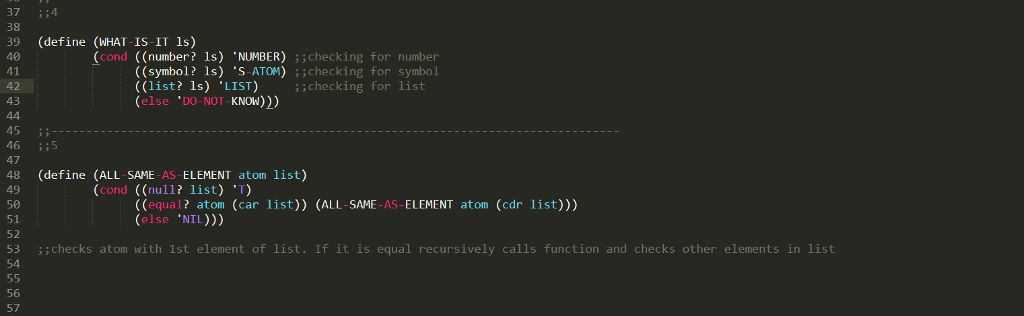 37 ;;4
38
39 (define (WHAT-IS-IT ls)
40 (cond ((number? ls) 'NUMBER) ;;checking for number
41 ((symbol? ls) 'S-ATOM) ;;checking for symbol
42 ((list? ls) 'LIST) ;;checking for list
43 (else 'DO-NOT-KNOW)))
44
45 ;;----------------------------------------------------------------------------------
46 ;;5
47
48 (define (ALL-SAME-AS-ELEMENT atom list)
49 (cond ((null? list) 'T)
50 ((equal? atom (car list)) (ALL-SAME-AS-ELEMENT atom (cdr list)))
51 (else 'NIL)))
52
53 ;;checks atom with 1st element of list. If it is equal recursively calls function and checks other elements in list
54
55
56
57